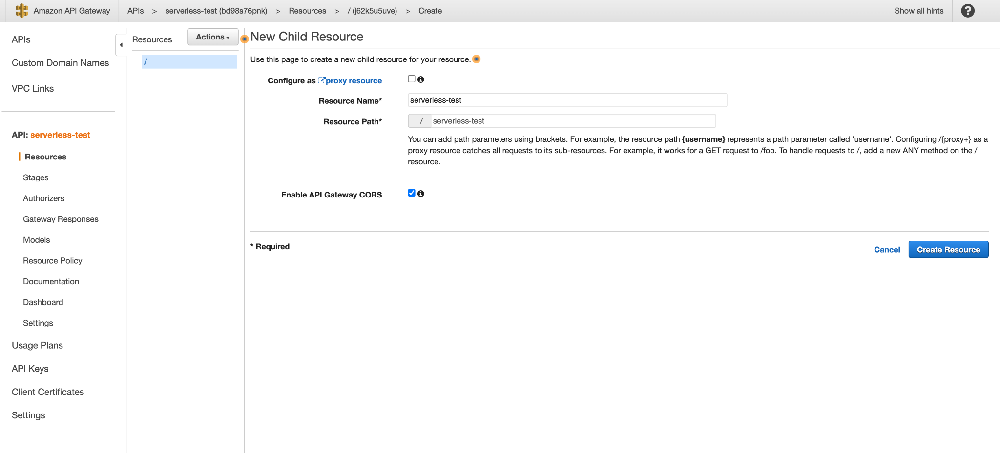 Amazon API Gateway
APIs > serverless-test (bd98s76pnk) > Resources > / (j62k5u5uve) > Create
Show all hints
?
APIs
Custom Domain Names
VPC Links
API: serverless-test
Resources
Stages
Authorizers
Gateway Responses
Models
Resource Policy
Documentation
Dashboard
Settings
Usage Plans
API Keys
Client Certificates
Settings
Resources
Actions
/
New Child Resource
Use this page to create a new child resource for your resource.
Configure as proxy resource
Resource Name*
serverless-test
Resource Path*
/ serverless-test
You can add path parameters using brackets. For example, the resource path {username} represents a path parameter called 'username'. Configuring /{proxy+} as a
proxy resource catches all requests to its sub-resources. For example, it works for a GET request to /foo. To handle requests to /, add a new ANY method on the /
resource.
Enable API Gateway CORS
* Required
Cancel
Create Resource